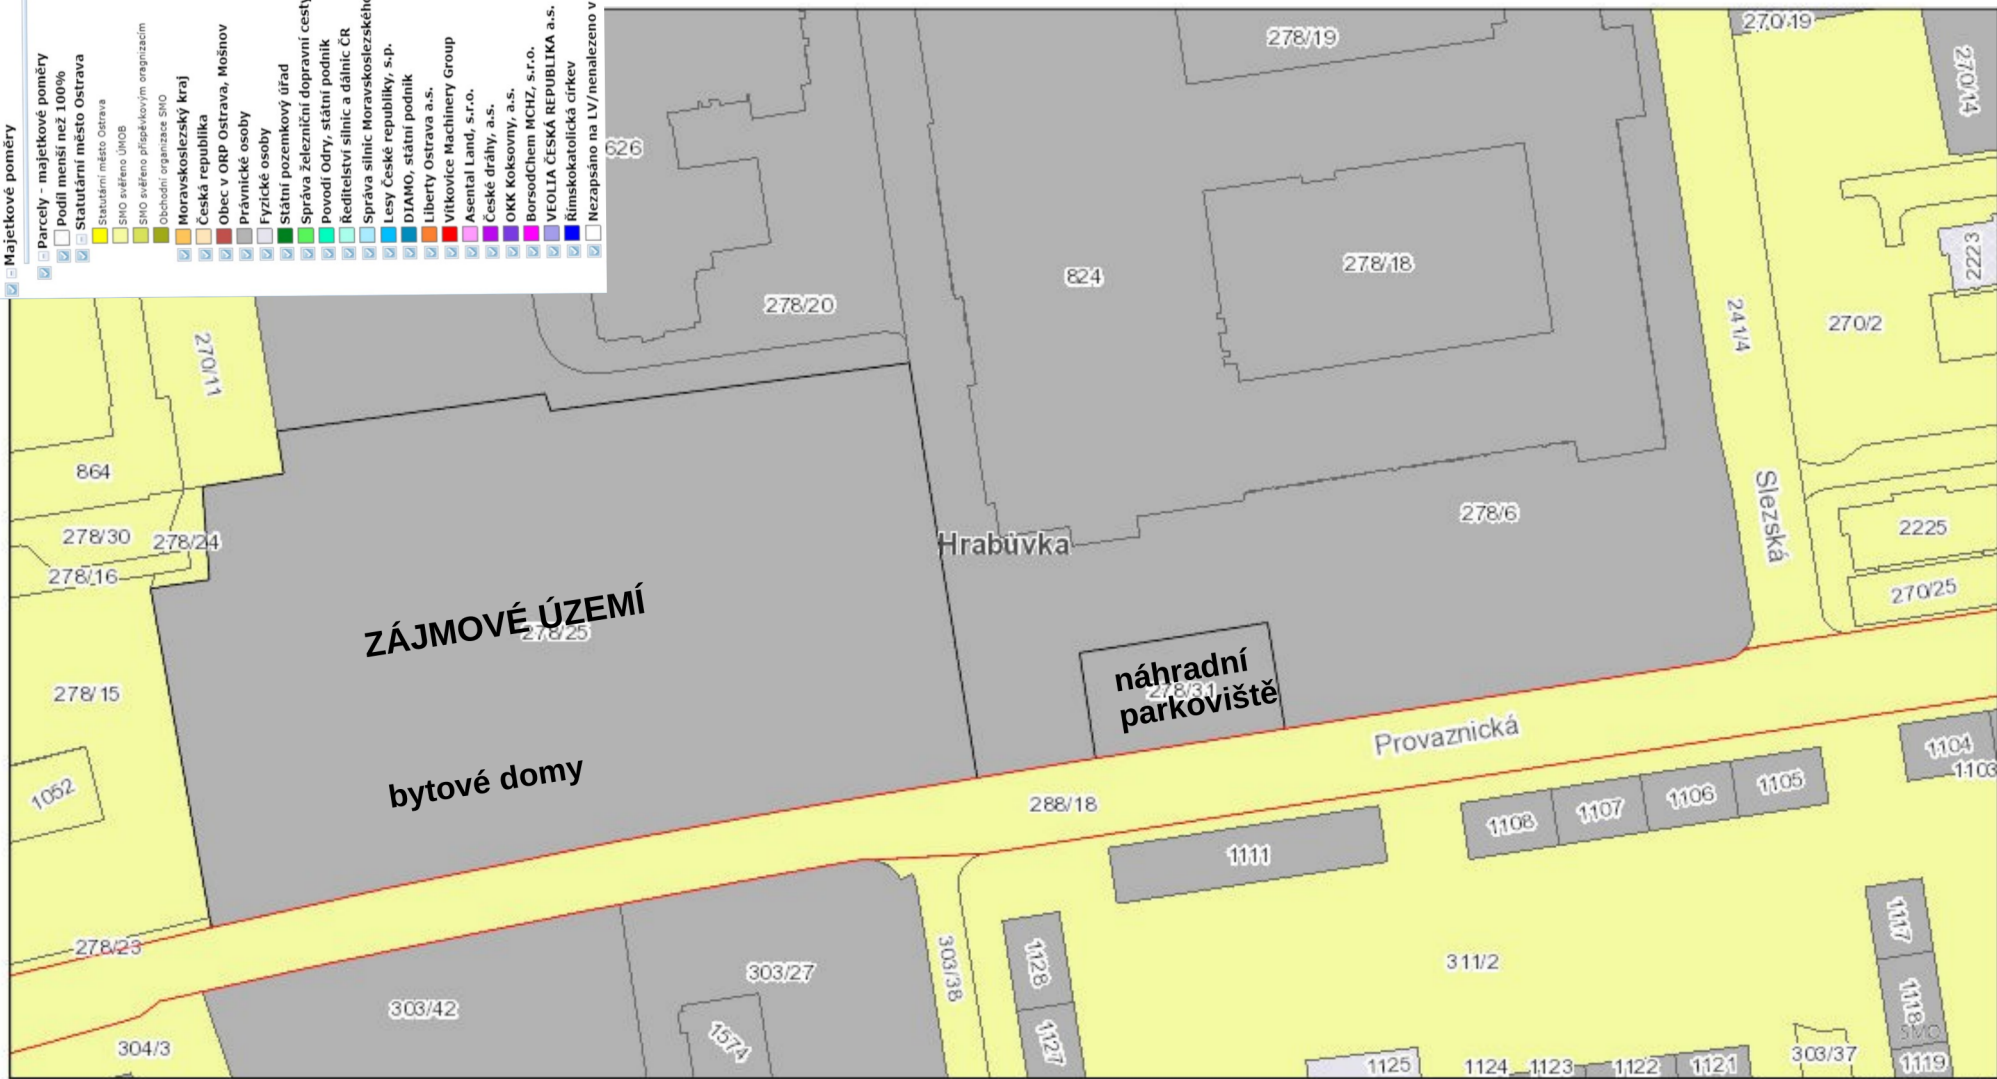 Majetkové poměry
Parcely - majetkové poměry
Podíl menší než 100%
Statutární město Ostrava
Statutární město Ostrava
SMO svěřeno ÚMOB
SMO svěřeno příspěvkovým oragnizacím
Obchodní organizace SMO
Moravskoslezský kraj
Česká republika
Obec v ORP Ostrava, Mošnov
Právnické osoby
Fyzické osoby
Státní pozemkový úřad
Správa železniční dopravní cesty
Povodí Odry, státní podnik
Ředitelství silnic a dálnic ČR
Správa silnic Moravskoslezského
Lesy České republiky, s.p.
DIAMO, státní podnik
Liberty Ostrava a.s.
Vítkovice Machinery Group
Asental Land, s.r.o.
České dráhy, a.s.
OKK Koksovny, a.s.
BorsodChem MCHZ, s.r.o.
VEOLIA ČESKÁ REPUBLIKA a.s.
Římskokatolická církev
Nezapsáno na LV/nenalezeno v
278/19
270/19
270/14
626
824
278/18
2223
278/20
241/4
270/2
270/11
864
278/30
278/24
278/16
Hrabůvka
278/6
Slezská
2225
270/25
ZÁJMOVÉ ÚZEMÍ
278/25
278/15
náhradní
278/31
parkoviště
Provaznická
bytové domy
1052
288/18
1104
1103
1105
1106
1107
1108
1111
278/23
303/42
303/27
303/38
1128
1127
311/2
1117
1118
SMO
1119
304/3
1574
1125
1124
1123
1122
1121
303/37